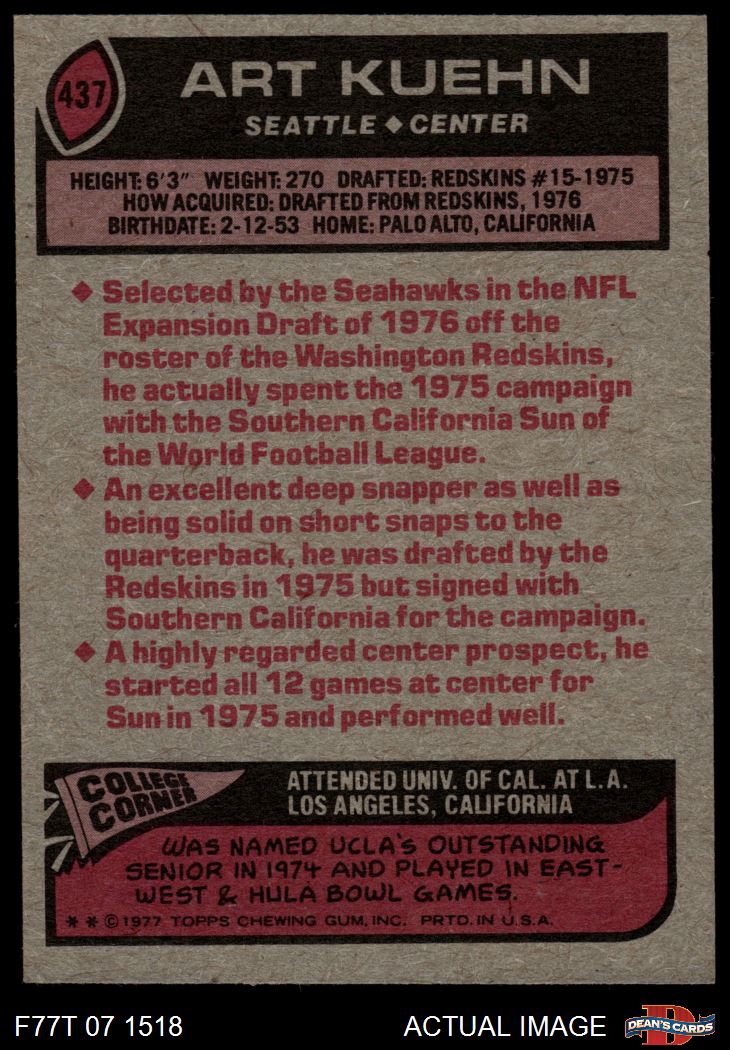 437
ART KUEHN
SEATTLE ◆ CENTER
HEIGHT: 6'3" WEIGHT: 270 DRAFTED: REDSKINS #15-1975
HOW ACQUIRED: DRAFTED FROM REDSKINS, 1976
BIRTHDATE: 2-12-53 HOME: PALO ALTO, CALIFORNIA
◆ Selected by the Seahawks in the NFL
Expansion Draft of 1976 off the
roster of the Washington Redskins,
he actually spent the 1975 campaign
with the Southern California Sun of
the World Football League.
◆ An excellent deep snapper as well as
being solid on short snaps to the
quarterback, he was drafted by the
Redskins in 1975 but signed with
Southern California for the campaign.
◆ A highly regarded center prospect, he
started all 12 games at center for
Sun in 1975 and performed well.
COLLEGE
CORNER
ATTENDED UNIV. OF CAL. AT L.A.
LOS ANGELES, CALIFORNIA
WAS NAMED UCLA'S OUTSTANDING
SENIOR IN 1974 AND PLAYED IN EAST-
WEST & HULA BOWL GAMES.
* * © 1977 TOPPS CHEWING GUM, INC. PRTD. IN U.S.A.
F77T 07 1518 ACTUAL IMAGE
D
DEAN'S CARDS